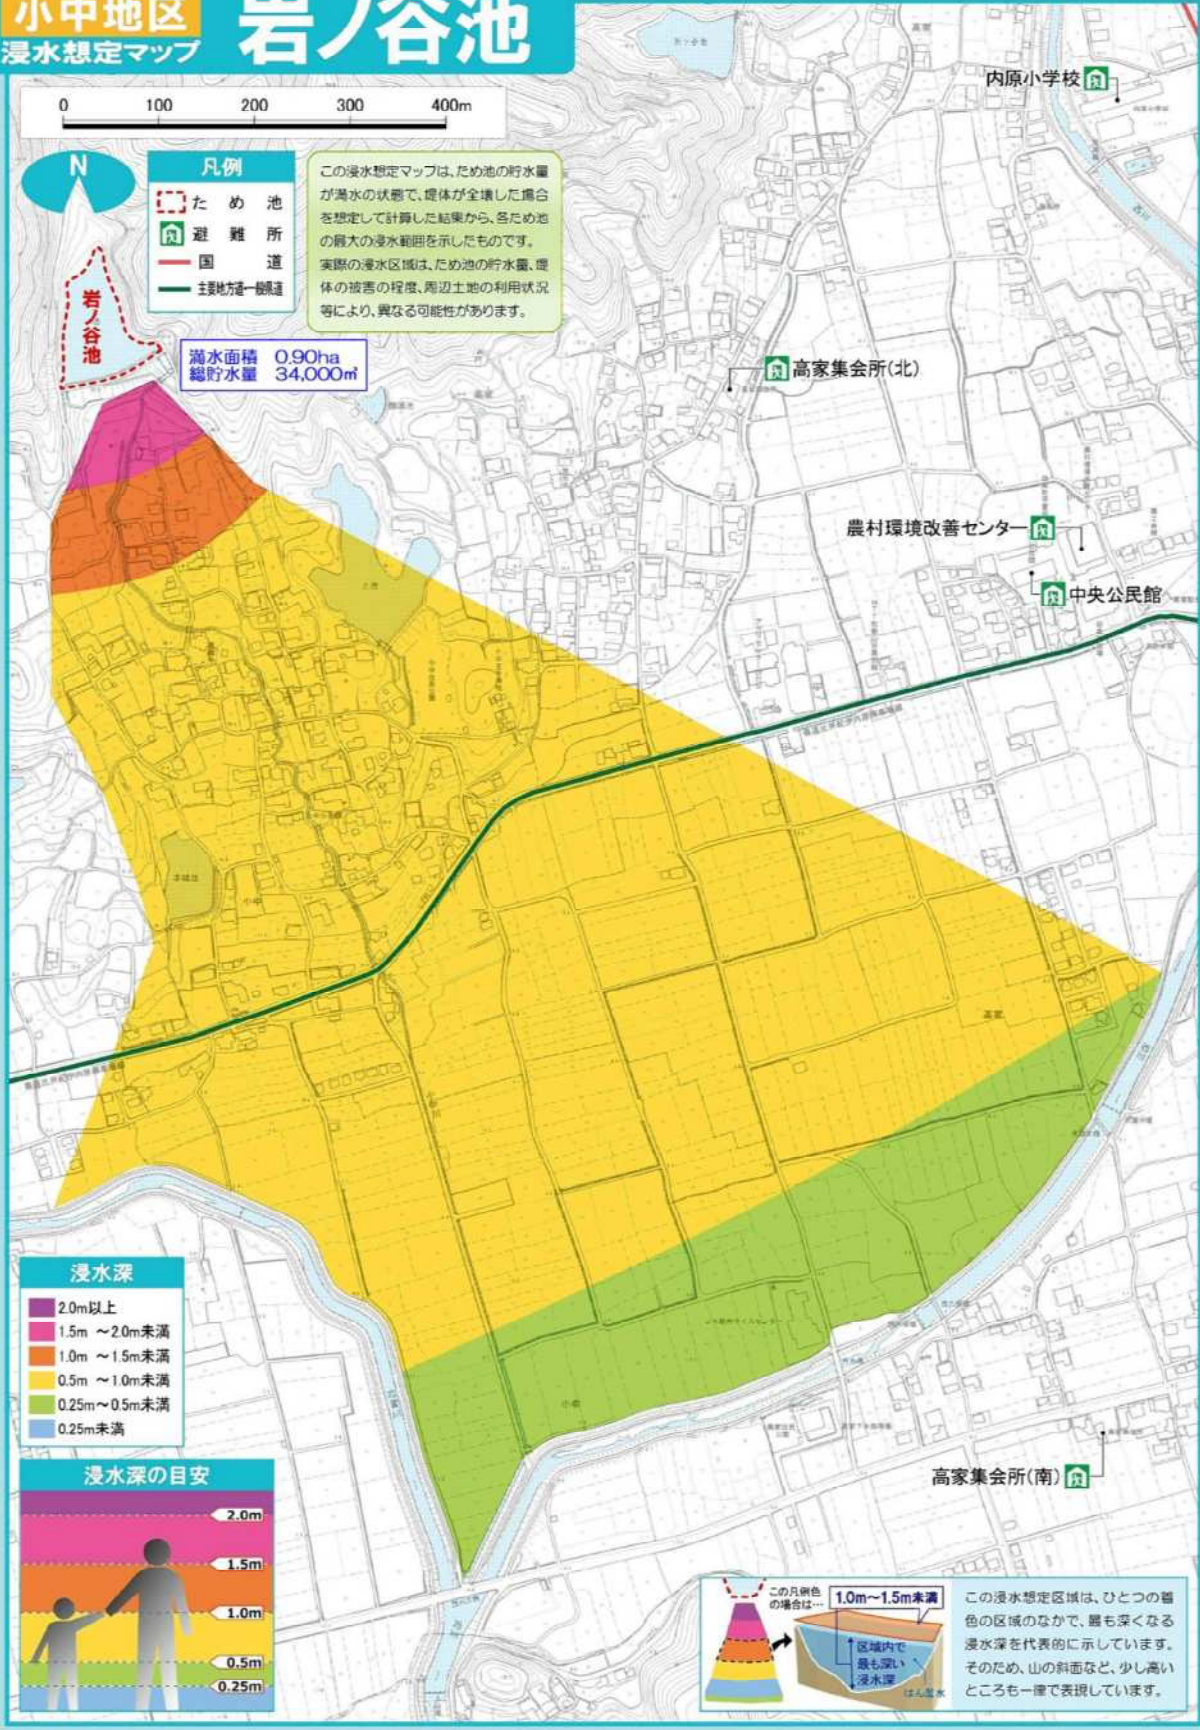 小中地区
浸水想定マップ
岩ノ谷池
0 100 200 300 400m
N
凡例
ため池
避難所
国道
主要地方道・一般県道
この浸水想定マップは、ため池の貯水量
が満水の状態で、堤体が全壊した場合
を想定して計算した結果から、各ため池
の最大の浸水範囲を示したものです。
実際の浸水区域は、ため池の貯水量、堤
体の被害の程度、周辺土地の利用状況
等により、異なる可能性があります。
岩ノ谷池
満水面積 0.90ha
総貯水量 34,000㎥
内原小学校
高家集会所(北)
農村環境改善センター
中央公民館
小中
高家
高家集会所(南)
浸水深
2.0m以上
1.5m ～2.0m未満
1.0m ～1.5m未満
0.5m ～1.0m未満
0.25m～0.5m未満
0.25m未満
浸水深の目安
2.0m
1.5m
1.0m
0.5m
0.25m
この凡例色
の場合は…
1.0m～1.5m未満
区域内で
最も深い
浸水深
はん濫水
この浸水想定区域は、ひとつの着
色の区域のなかで、最も深くなる
浸水深を代表的に示しています。
そのため、山の斜面など、少し高い
ところも一律で表現しています。